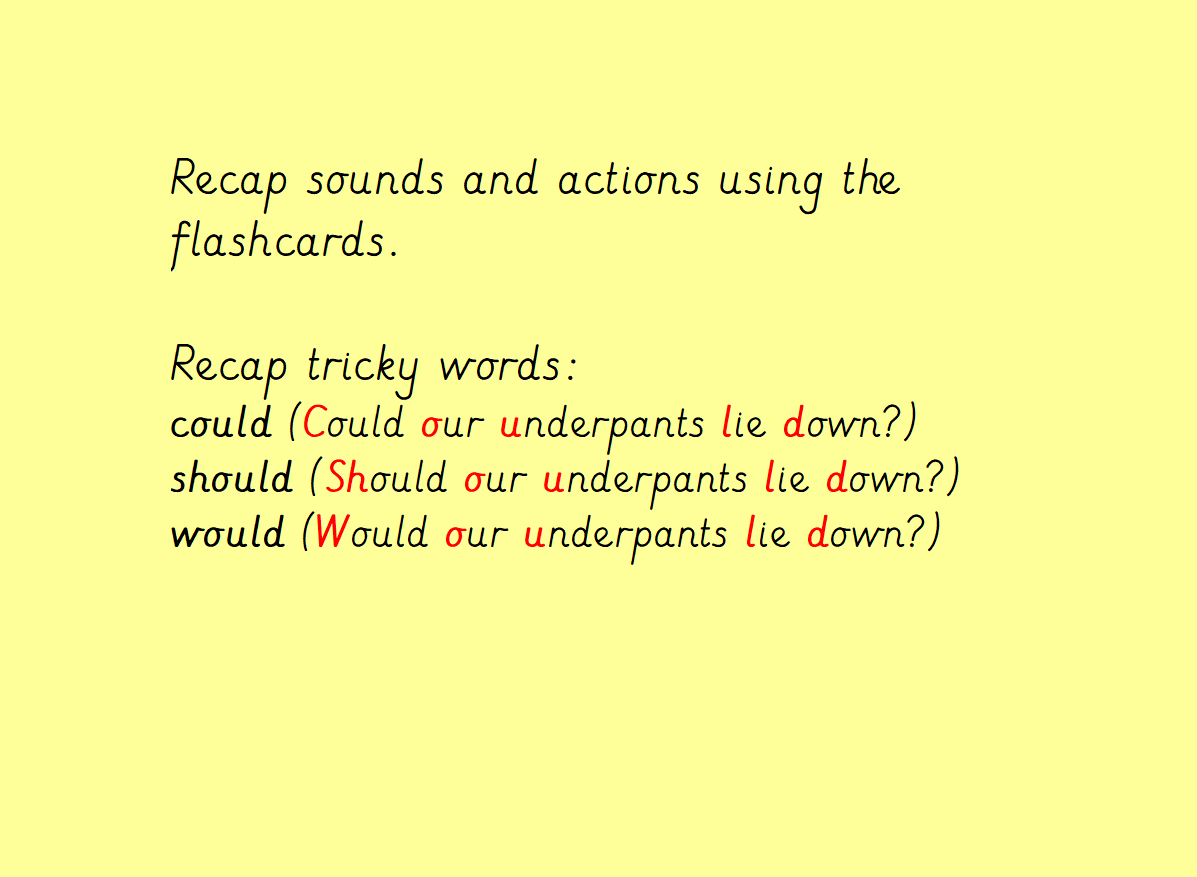 Recap sounds and actions using the
flashcards.
Recap tricky words:
could (Could our underpants lie down?)
should (Should our underpants lie down?)
would (Would our underpants lie down?)